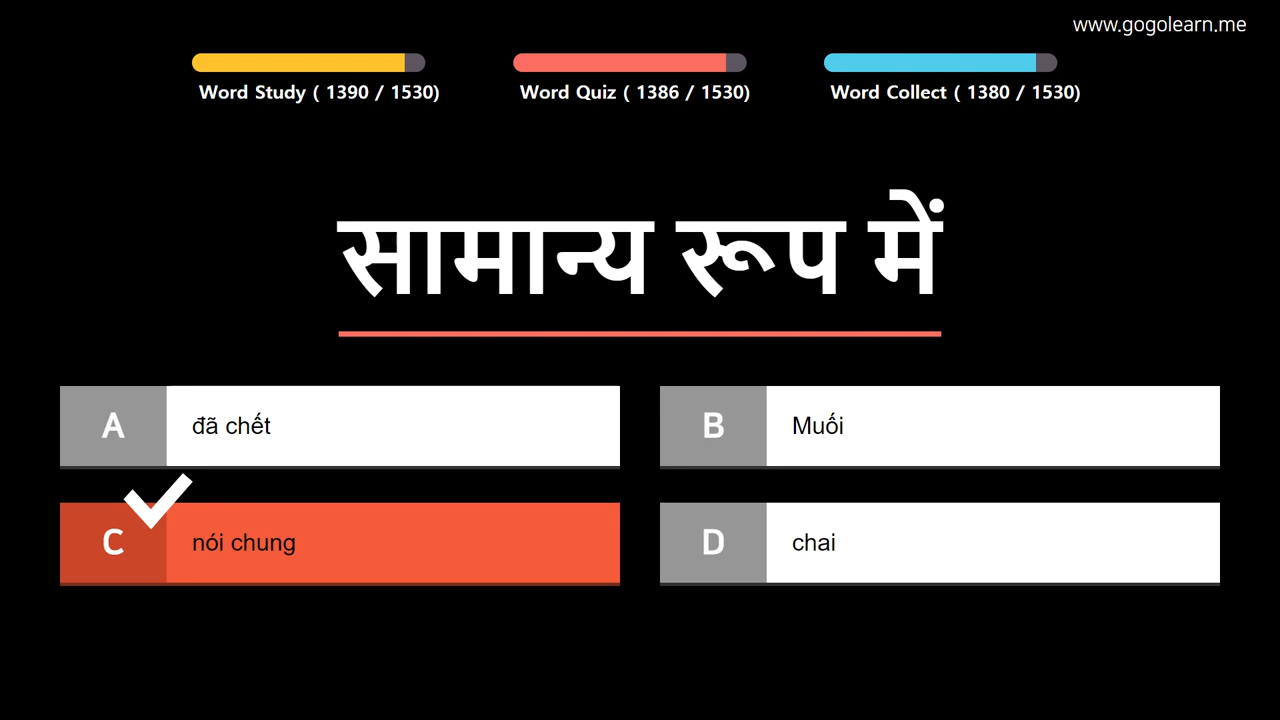 www.gogolearn.me
Word Study ( 1390 / 1530)
Word Quiz ( 1386 / 1530)
Word Collect ( 1380 / 1530)
सामान्य रूप में
A đã chết
B Muối
C nói chung
D chai